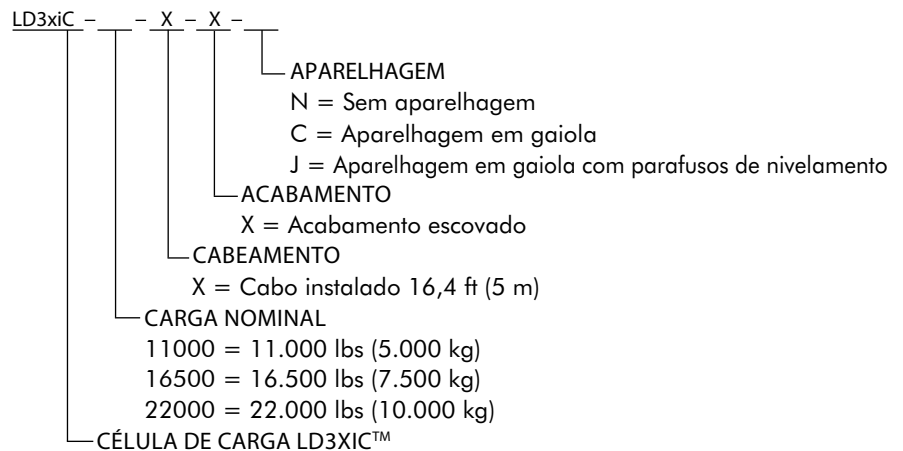 LD3xiC – - X – X –
APARELHAGEM
N = Sem aparelhagem
C = Aparelhagem em gaiola
J = Aparelhagem em gaiola com parafusos de nivelamento
ACABAMENTO
X = Acabamento escovado
CABEAMENTO
X = Cabo instalado 16,4 ft (5 m)
CARGA NOMINAL
11000 = 11.000 lbs (5.000 kg)
16500 = 16.500 lbs (7.500 kg)
22000 = 22.000 lbs (10.000 kg)
CÉLULA DE CARGA LD3XIC™